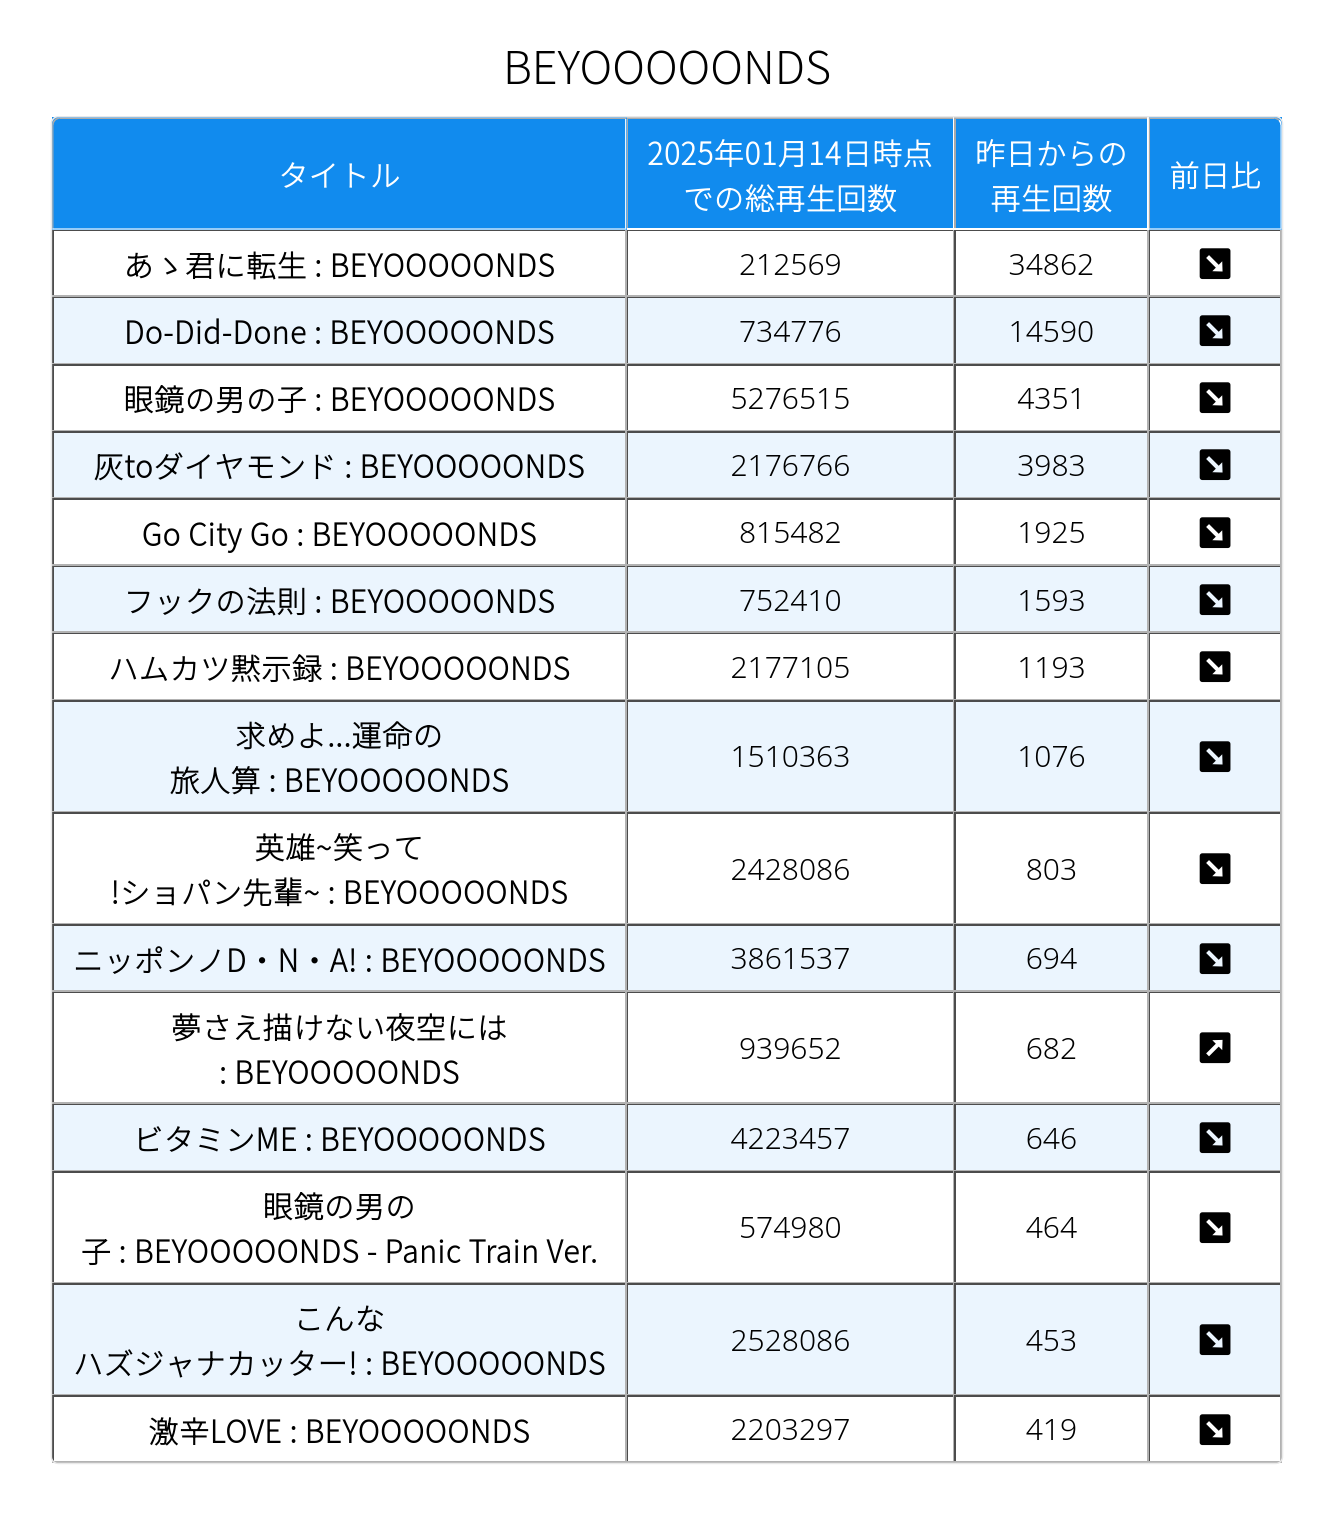 BEYOOOOONDS
タイトル
2025年01月14日時点
での総再生回数
昨日からの
再生回数
前日比
あゝ君に転生 : BEYOOOOONDS 212569 34862
Do-Did-Done : BEYOOOOONDS 734776 14590
眼鏡の男の子 : BEYOOOOONDS 5276515 4351
灰toダイヤモンド : BEYOOOOONDS 2176766 3983
Go City Go : BEYOOOOONDS 815482 1925
フックの法則 : BEYOOOOONDS 752410 1593
ハムカツ黙示録 : BEYOOOOONDS 2177105 1193
求めよ...運命の
旅人算 : BEYOOOOONDS 1510363 1076
英雄~笑って
!ショパン先輩~ : BEYOOOOONDS 2428086 803
ニッポンノD・N・A! : BEYOOOOONDS 3861537 694
夢さえ描けない夜空には
: BEYOOOOONDS 939652 682
ビタミンME : BEYOOOOONDS 4223457 646
眼鏡の男の
子 : BEYOOOOONDS - Panic Train Ver. 574980 464
こんな
ハズジャナカッター! : BEYOOOOONDS 2528086 453
激辛LOVE : BEYOOOOONDS 2203297 419